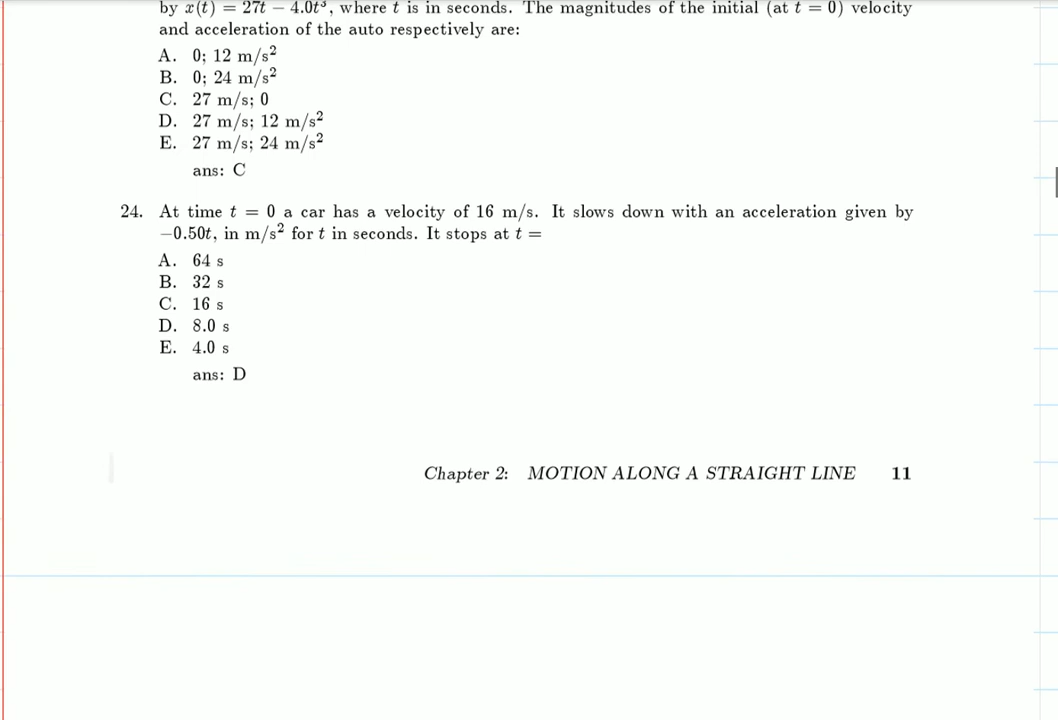 by x(t) = 27t − 4.0t³, where t is in seconds. The magnitudes of the initial (at t = 0) velocity
and acceleration of the auto respectively are:
A. 0; 12 m/s²
B. 0; 24 m/s²
C. 27 m/s; 0
D. 27 m/s; 12 m/s²
E. 27 m/s; 24 m/s²
ans: C
24. At time t = 0 a car has a velocity of 16 m/s. It slows down with an acceleration given by
−0.50t, in m/s² for t in seconds. It stops at t =
A. 64 s
B. 32 s
C. 16 s
D. 8.0 s
E. 4.0 s
ans: D
Chapter 2: MOTION ALONG A STRAIGHT LINE 11